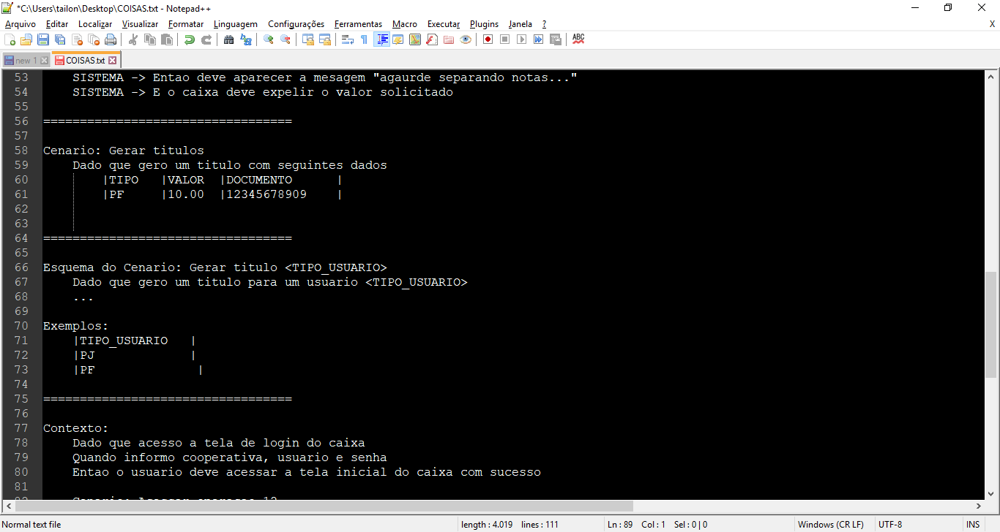 *C:\Users\tailon\Desktop\COISAS.txt - Notepad++
Arquivo Editar Localizar Visualizar Formatar Linguagem Configurações Ferramentas Macro Executar Plugins Janela ? X
ABC
new 1 COISAS.txt
53 SISTEMA -> Entao deve aparecer a mesagem "agaurde separando notas..."
54 SISTEMA -> E o caixa deve expelir o valor solicitado
55
56 ==================================
57
58 Cenario: Gerar titulos
59 Dado que gero um titulo com seguintes dados
60 |TIPO |VALOR |DOCUMENTO |
61 |PF |10.00 |12345678909 |
62
63
64 ==================================
65
66 Esquema do Cenario: Gerar titulo <TIPO_USUARIO>
67 Dado que gero um titulo para um usuario <TIPO_USUARIO>
68 ...
69
70 Exemplos:
71 |TIPO_USUARIO |
72 |PJ |
73 |PF |
74
75 ==================================
76
77 Contexto:
78 Dado que acesso a tela de login do caixa
79 Quando informo cooperativa, usuario e senha
80 Entao o usuario deve acessar a tela inicial do caixa com sucesso
81
Normal text file length : 4.019 lines : 111 Ln : 89 Col : 1 Sel : 0 | 0 Windows (CR LF) UTF-8 INS